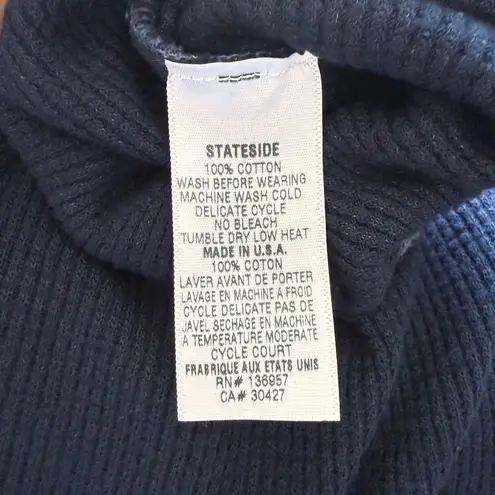 STATESIDE
100% COTTON
WASH BEFORE WEARING
MACHINE WASH COLD
DELICATE CYCLE
NO BLEACH
TUMBLE DRY LOW HEAT
MADE IN U.S.A.
100% COTON
LAVER AVANT DE PORTER
LAVAGE EN MACHINE A FROID
CYCLE DELICATE PAS DE
JAVEL SECHAGE EN MACHINE
A TEMPERATURE MODERATE
CYCLE COURT
FRABRIQUE AUX ETATS UNIS
RN# 136957
CA# 30427